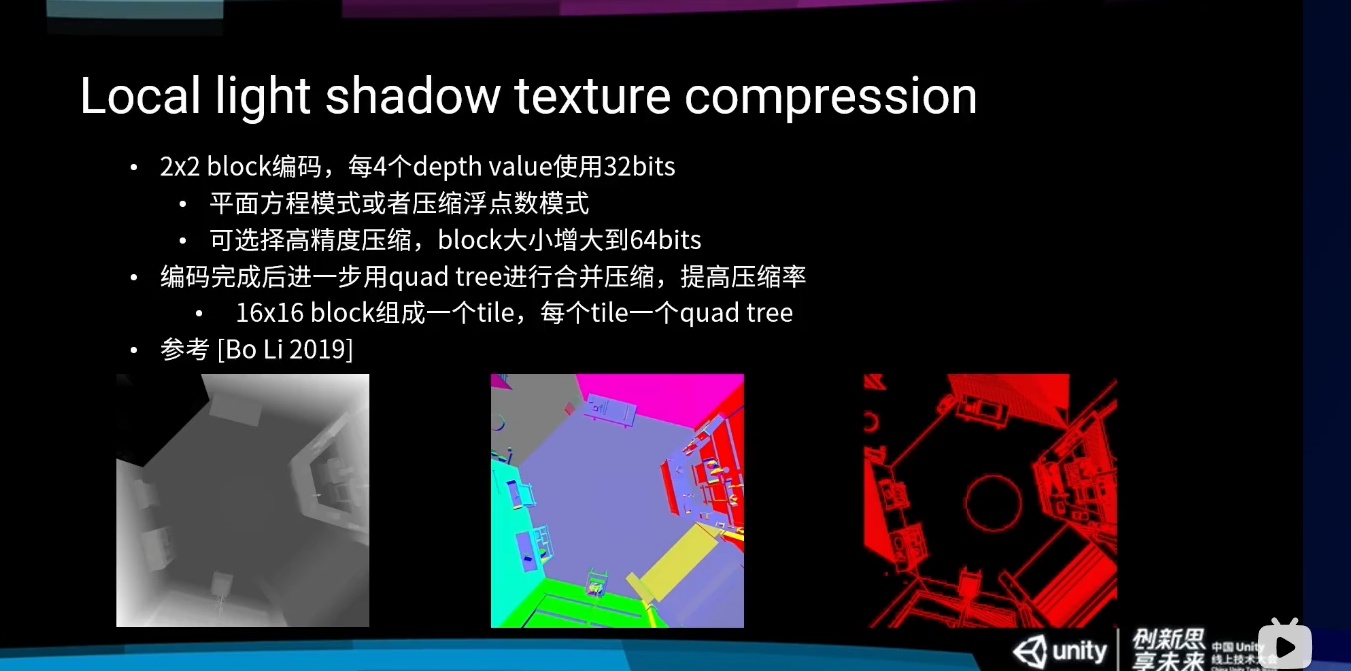 Local light shadow texture compression
• 2x2 block编码，每4个depth value使用32bits
• 平面方程模式或者压缩浮点数模式
• 可选择高精度压缩，block大小增大到64bits
• 编码完成后进一步用quad tree进行合并压缩，提高压缩率
• 16x16 block组成一个tile，每个tile一个quad tree
• 参考 [Bo Li 2019]
unity
创新思
享未来
中国 Unity
线上技术大会